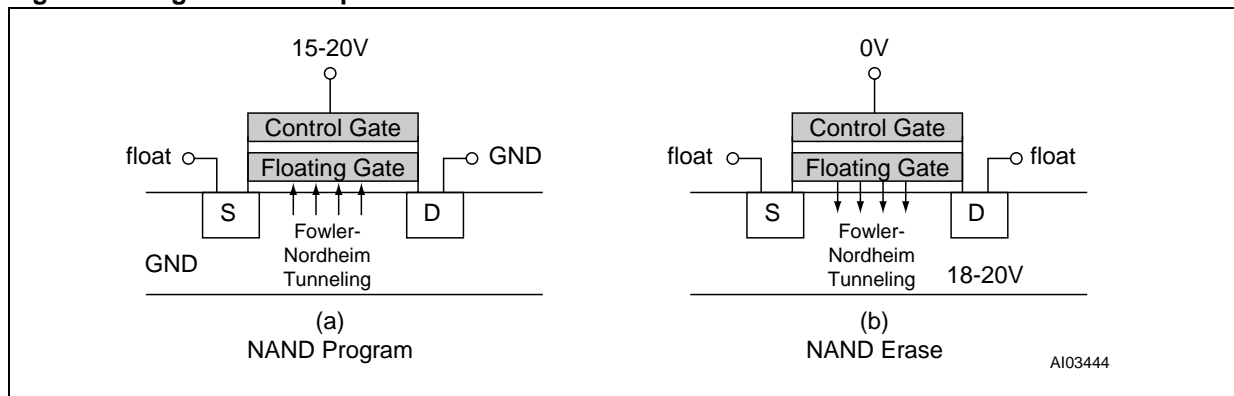 15-20V
Control Gate
float
GND
Floating Gate
S
D
Fowler-
Nordheim
Tunneling
GND
(a)
NAND Program
0V
Control Gate
float
float
Floating Gate
S
D
Fowler-
Nordheim
Tunneling
18-20V
(b)
NAND Erase
AI03444